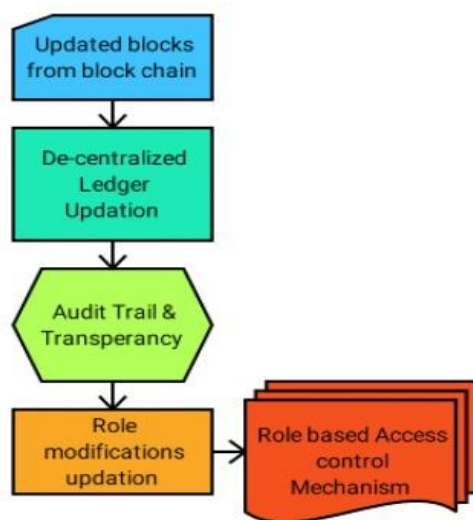 Updated blocks
from block chain
De-centralized
Ledger
Updation
Audit Trail &
Transperancy
Role
modifications
updation
Role based Access
control
Mechanism